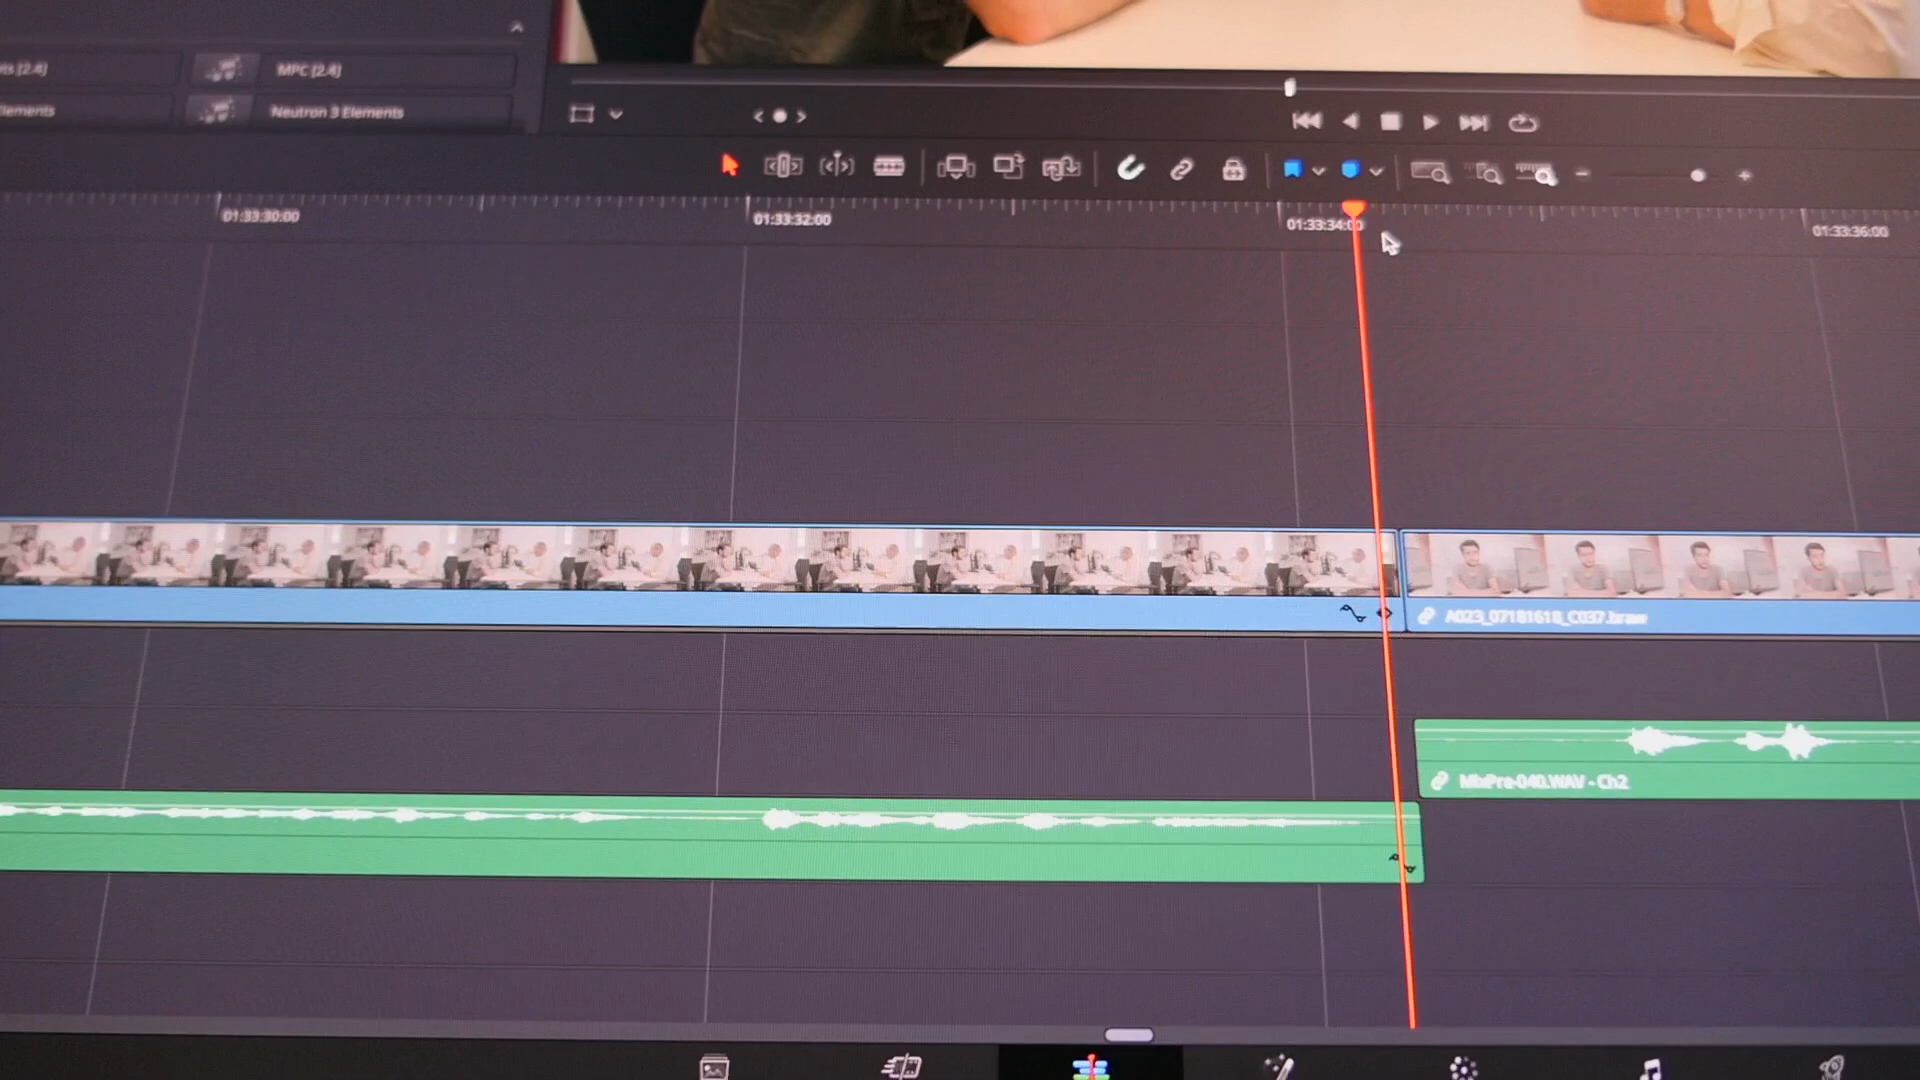 [2.4]
MPC [2.4]
Elements
Neutron 3 Elements
01:33:30:00
01:33:32:00
01:33:34:00
01:33:36:00
A023_07181618_C037.braw
MixPre-040.WAV - Ch2